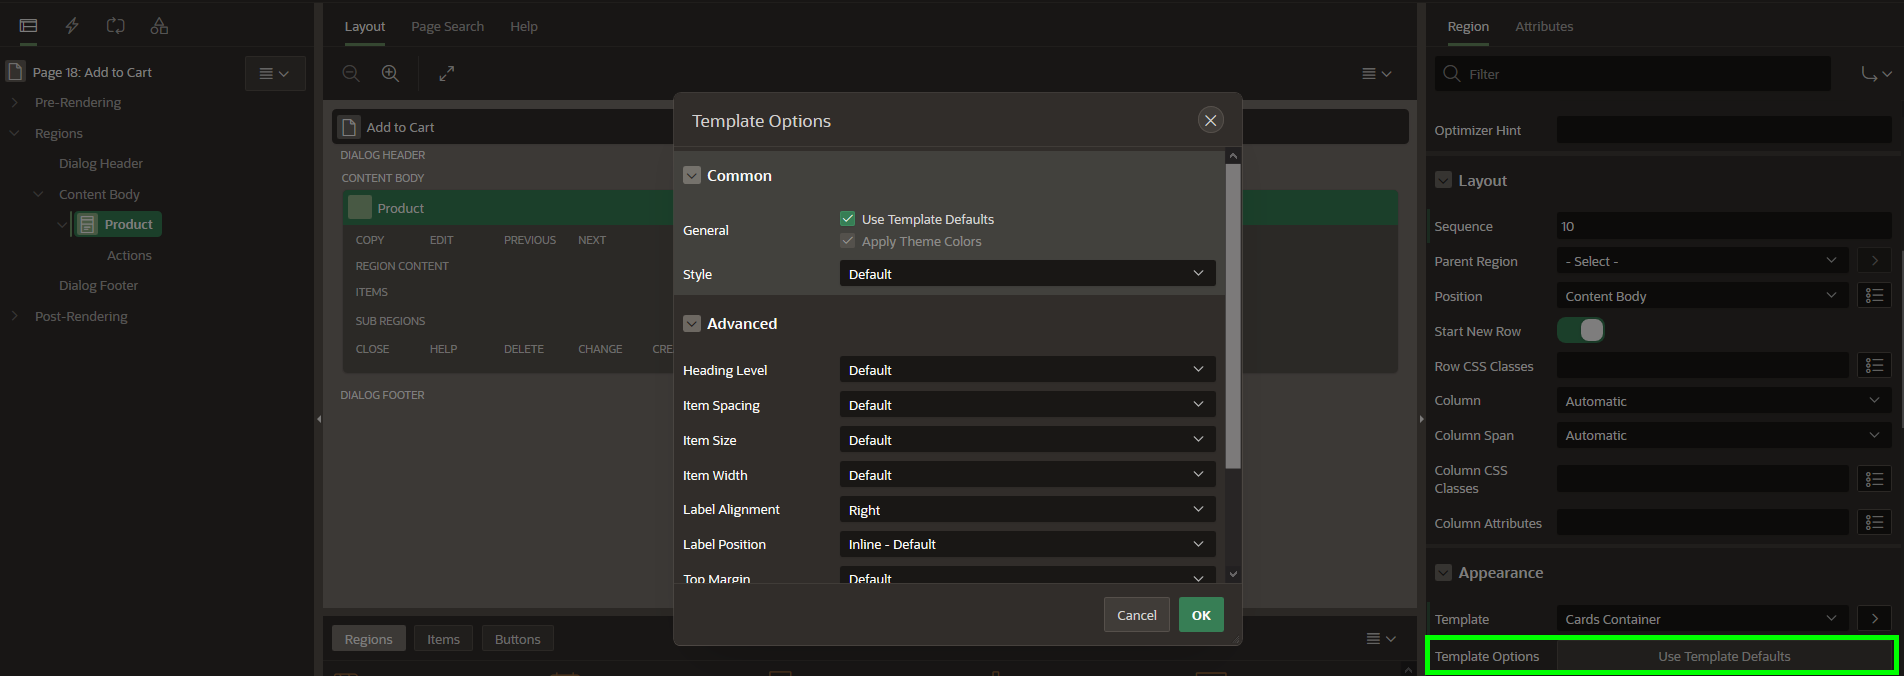 Page 18: Add to Cart
Pre-Rendering
Regions
Dialog Header
Content Body
Product
Actions
Dialog Footer
Post-Rendering
Layout
Page Search
Help
Add to Cart
DIALOG HEADER
CONTENT BODY
Product
COPY EDIT PREVIOUS NEXT
REGION CONTENT
ITEMS
SUB REGIONS
CLOSE HELP DELETE CHANGE CRE
DIALOG FOOTER
Regions
Items
Buttons
Template Options
Common
General
Use Template Defaults
Apply Theme Colors
Style Default
Advanced
Heading Level Default
Item Spacing Default
Item Size Default
Item Width Default
Label Alignment Right
Label Position Inline - Default
Top Margin Default
Cancel
OK
Region
Attributes
Filter
Optimizer Hint
Layout
Sequence 10
Parent Region - Select -
Position Content Body
Start New Row
Row CSS Classes
Column Automatic
Column Span Automatic
Column CSS
Classes
Column Attributes
Appearance
Template Cards Container
Template Options Use Template Defaults